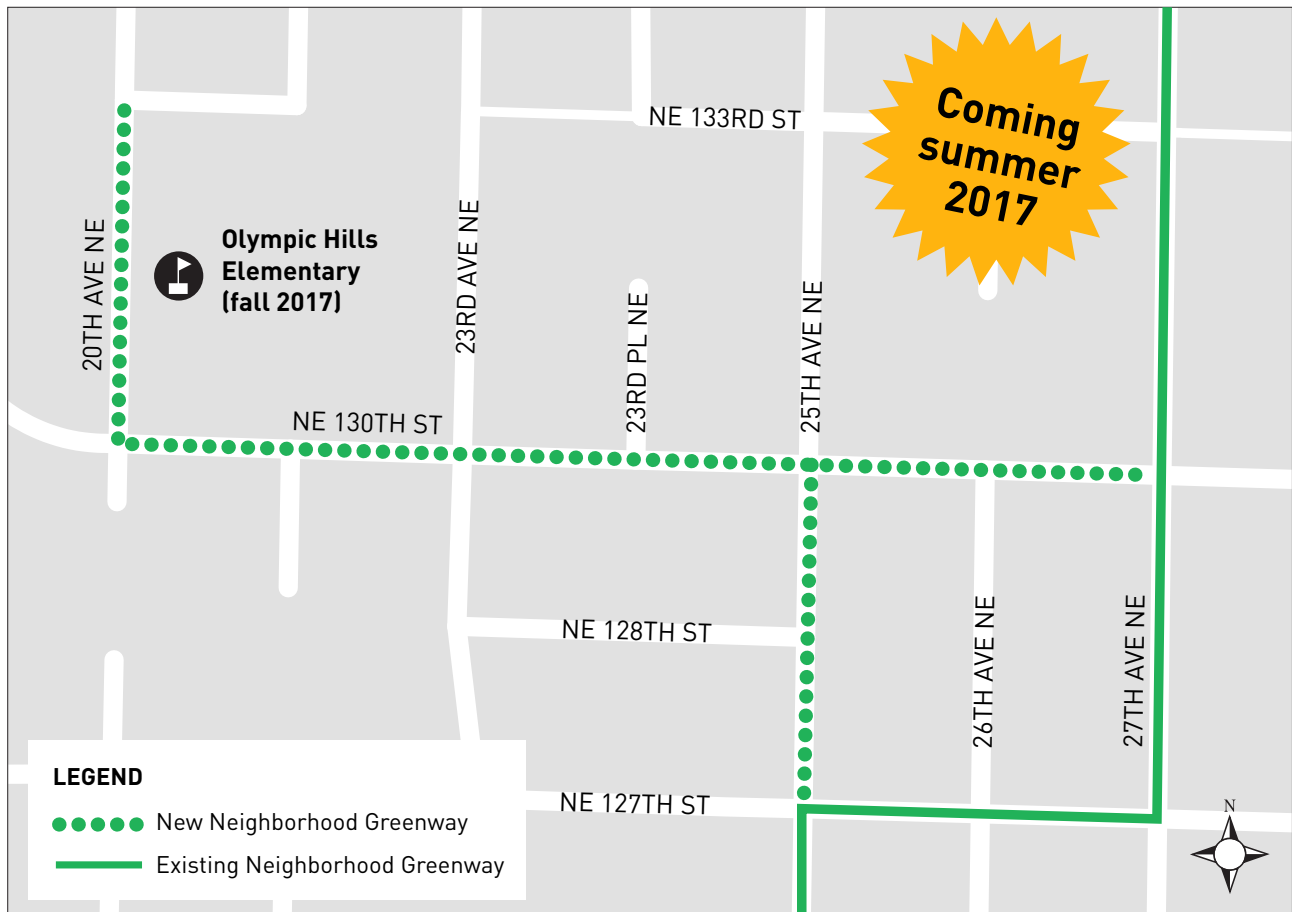 Coming
summer
2017
NE 133RD ST
20TH AVE NE
Olympic Hills
Elementary
(fall 2017)
23RD AVE NE
23RD PL NE
25TH AVE NE
NE 130TH ST
NE 128TH ST
26TH AVE NE
27TH AVE NE
NE 127TH ST
LEGEND
New Neighborhood Greenway
Existing Neighborhood Greenway
N